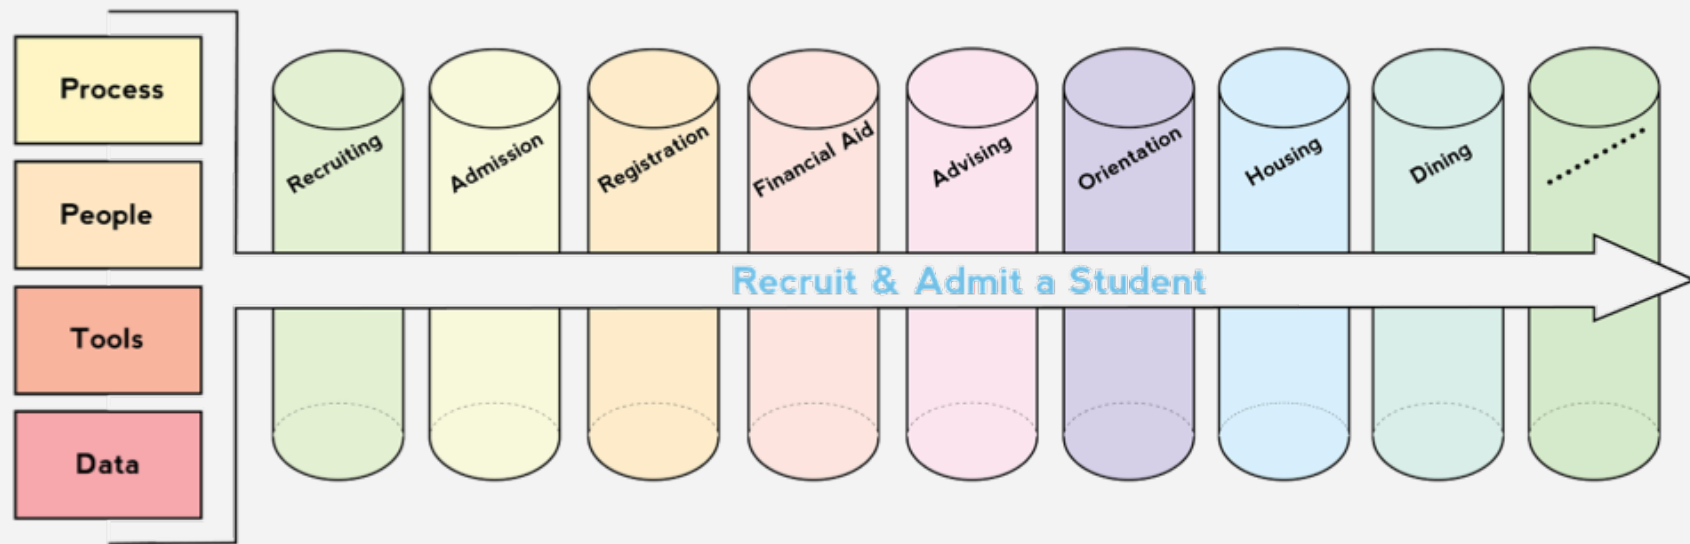 Process
People
Tools
Data
Recruiting
Admission
Registration
Financial Aid
Advising
Orientation
Housing
Dining
..........
Recruit & Admit a Student